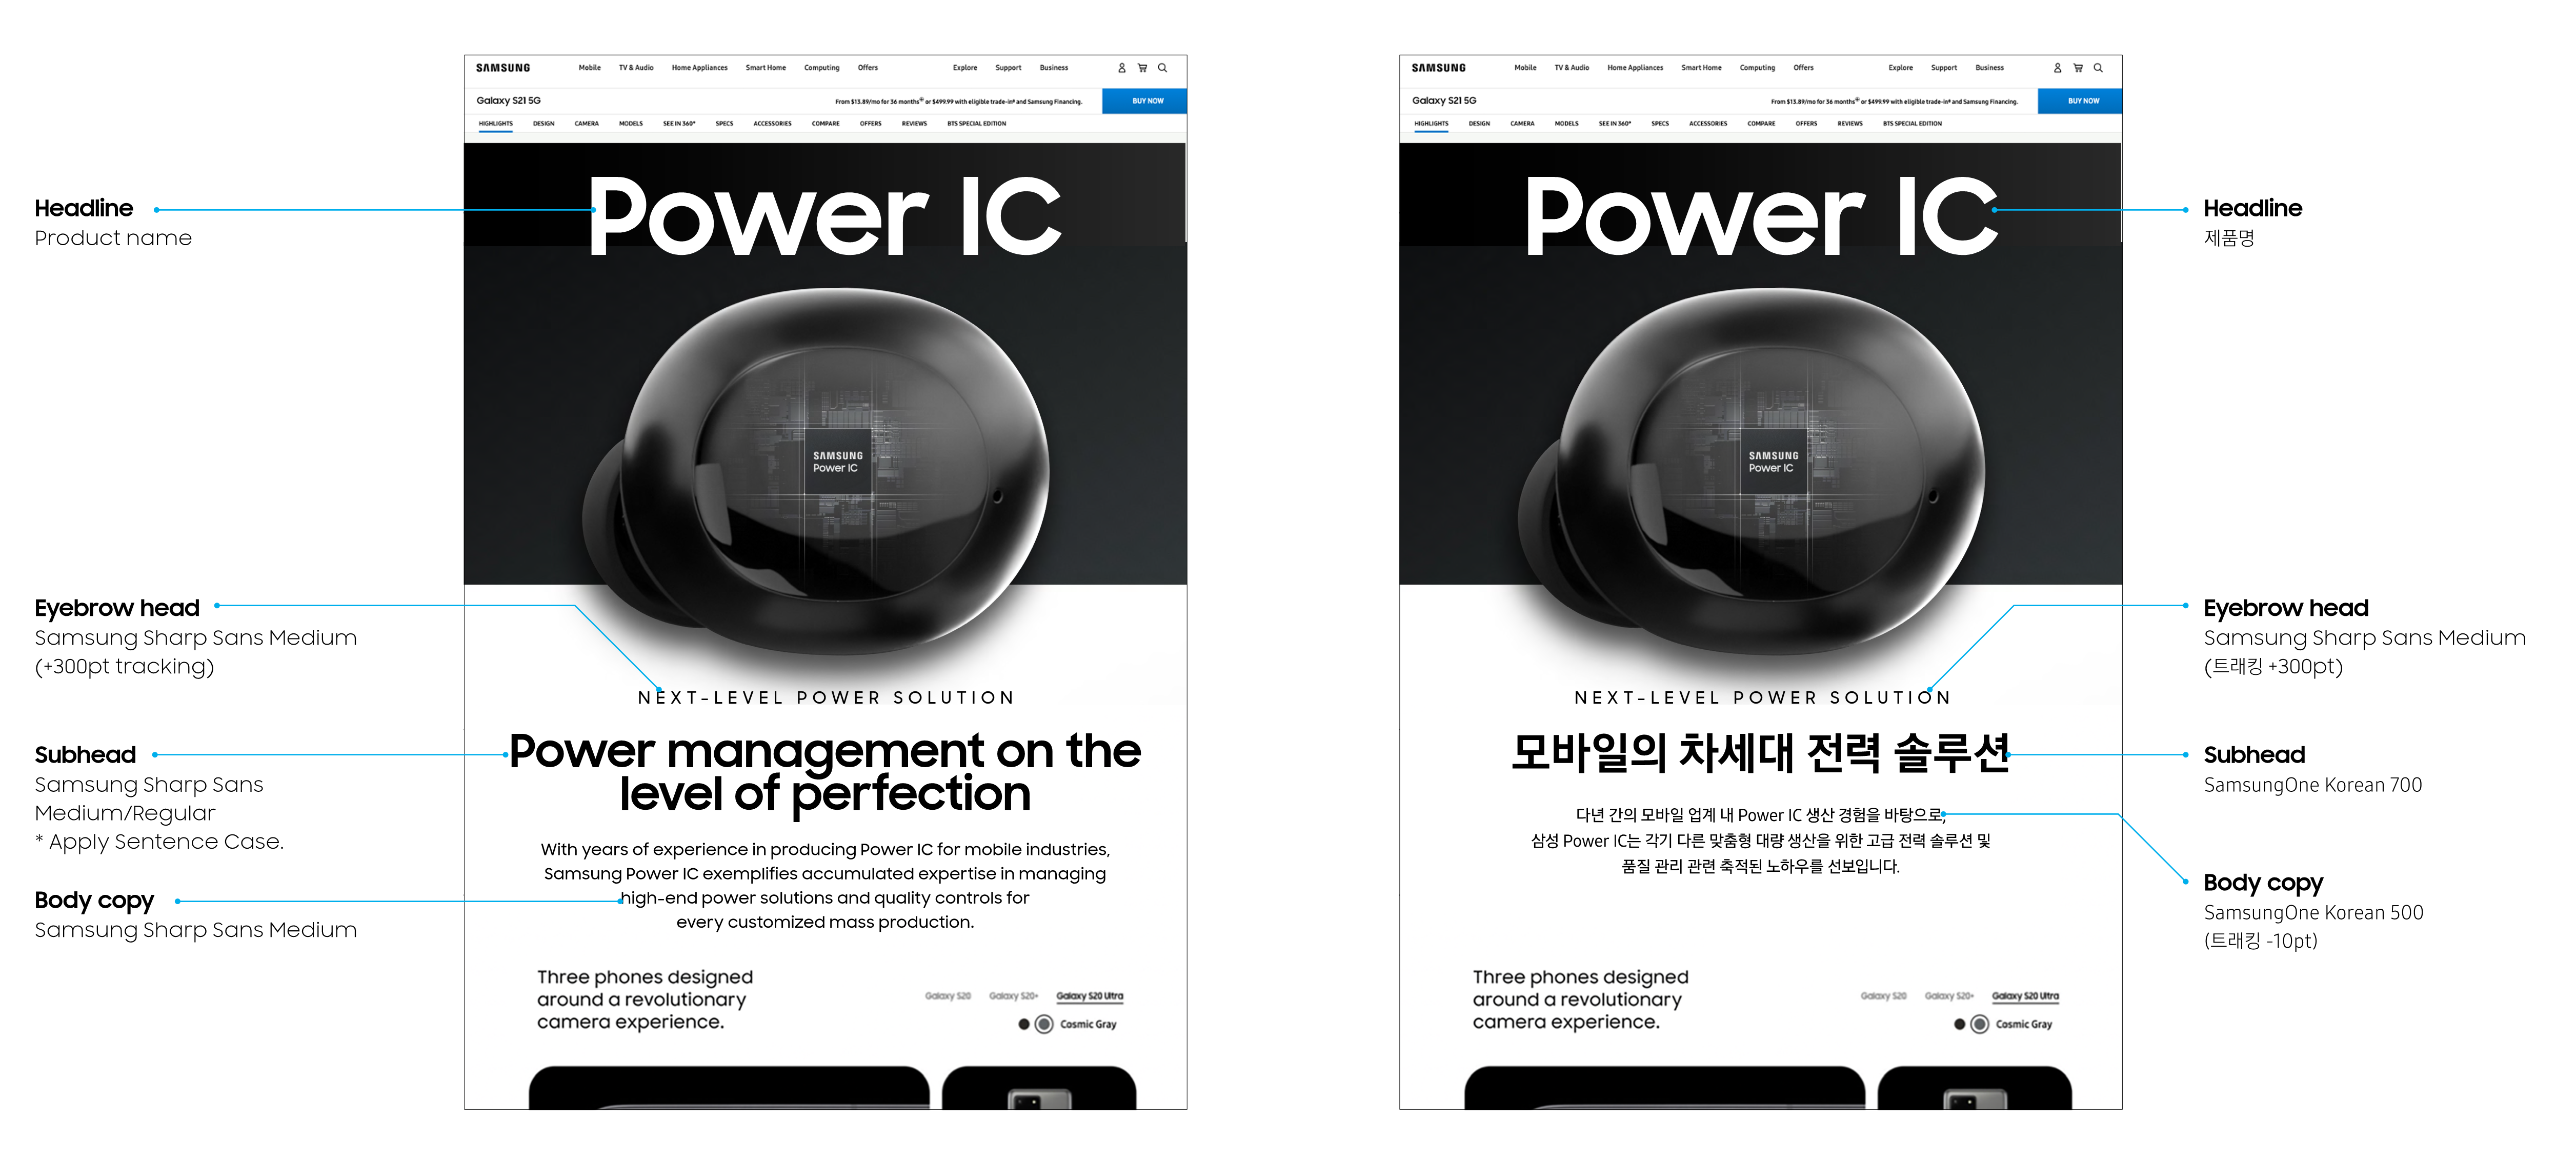 Headline
Product name
Eyebrow head
Samsung Sharp Sans Medium
(+300pt tracking)
Subhead
Samsung Sharp Sans
Medium/Regular
* Apply Sentence Case.
Body copy
Samsung Sharp Sans Medium
SAMSUNG Mobile TV & Audio Home Appliances Smart Home Computing Offers Explore Support Business
Galaxy S21 5G From $13.89/mo for 36 months⊕ or $499.99 with eligible trade-in⁠ and Samsung Financing. BUY NOW
HIGHLIGHTS DESIGN CAMERA MODELS SEE IN 360° SPECS ACCESSORIES COMPARE OFFERS REVIEWS BTS SPECIAL EDITION
Power IC
SAMSUNG
Power IC
NEXT-LEVEL POWER SOLUTION
Power management on the
level of perfection
With years of experience in producing Power IC for mobile industries,
Samsung Power IC exemplifies accumulated expertise in managing
high-end power solutions and quality controls for
every customized mass production.
Three phones designed
around a revolutionary
camera experience.
Galaxy S20 Galaxy S20+ Galaxy S20 Ultra
Cosmic Gray
SAMSUNG Mobile TV & Audio Home Appliances Smart Home Computing Offers Explore Support Business
Galaxy S21 5G From $13.89/mo for 36 months⊕ or $499.99 with eligible trade-in and Samsung Financing. BUY NOW
HIGHLIGHTS DESIGN CAMERA MODELS SEE IN 360° SPECS ACCESSORIES COMPARE OFFERS REVIEWS BTS SPECIAL EDITION
Power IC
SAMSUNG
Power IC
NEXT-LEVEL POWER SOLUTION
모바일의 차세대 전력 솔루션
다년 간의 모바일 업계 내 Power IC 생산 경험을 바탕으로,
삼성 Power IC는 각기 다른 맞춤형 대량 생산을 위한 고급 전력 솔루션 및
품질 관리 관련 축적된 노하우를 선보입니다.
Three phones designed
around a revolutionary
camera experience.
Galaxy S20 Galaxy S20+ Galaxy S20 Ultra
Cosmic Gray
Headline
제품명
Eyebrow head
Samsung Sharp Sans Medium
(트래킹 +300pt)
Subhead
SamsungOne Korean 700
Body copy
SamsungOne Korean 500
(트래킹 -10pt)